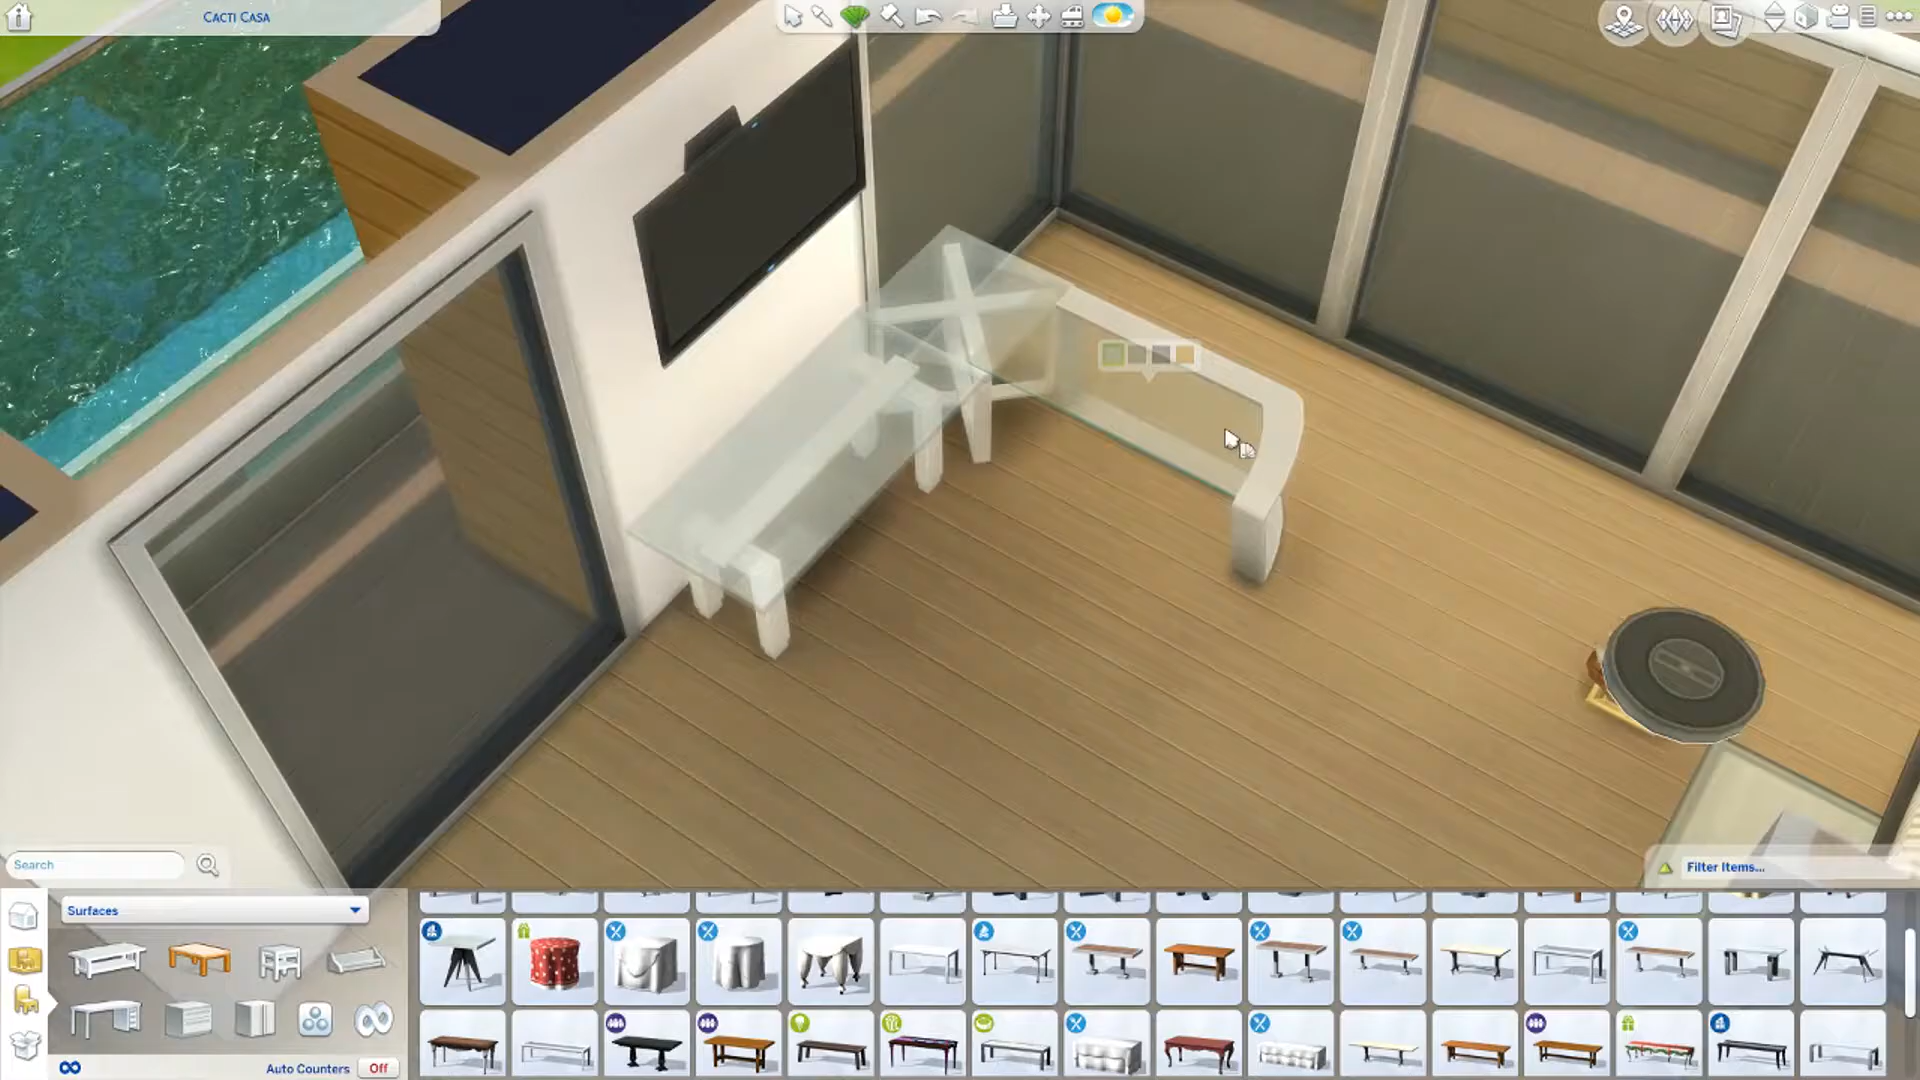 CACTI CASA
Search
Filter Items...
Surfaces
Auto Counters Off